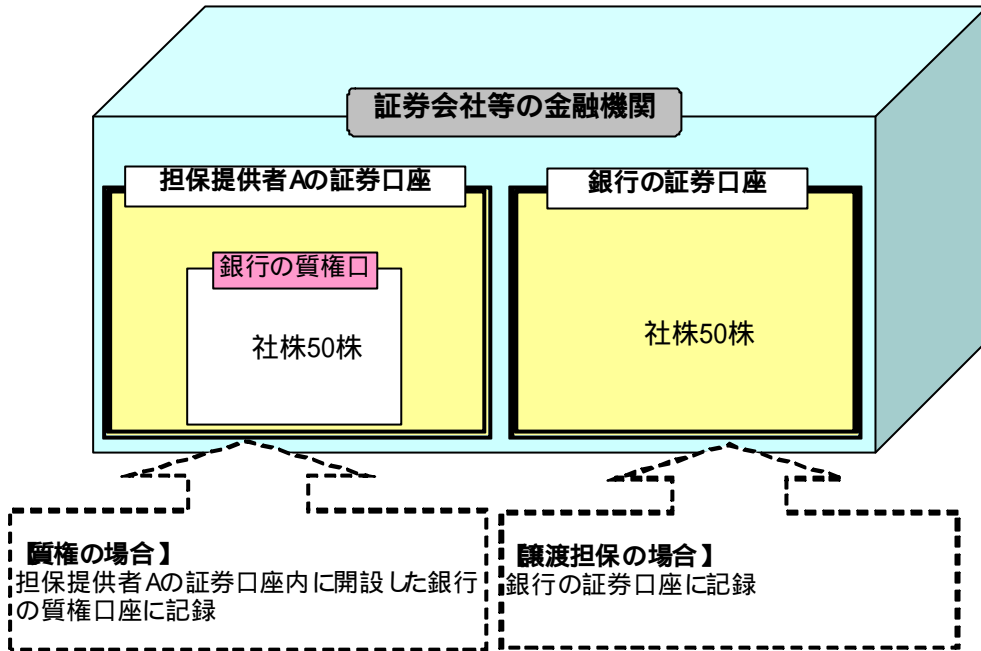 証券会社等の金融機関
担保提供者Aの証券口座
銀行の証券口座
銀行の質権口
社株50株
社株50株
【質権の場合】
担保提供者Aの証券口座内に開設した銀行
の質権口座に記録
【譲渡担保の場合】
銀行の証券口座に記録